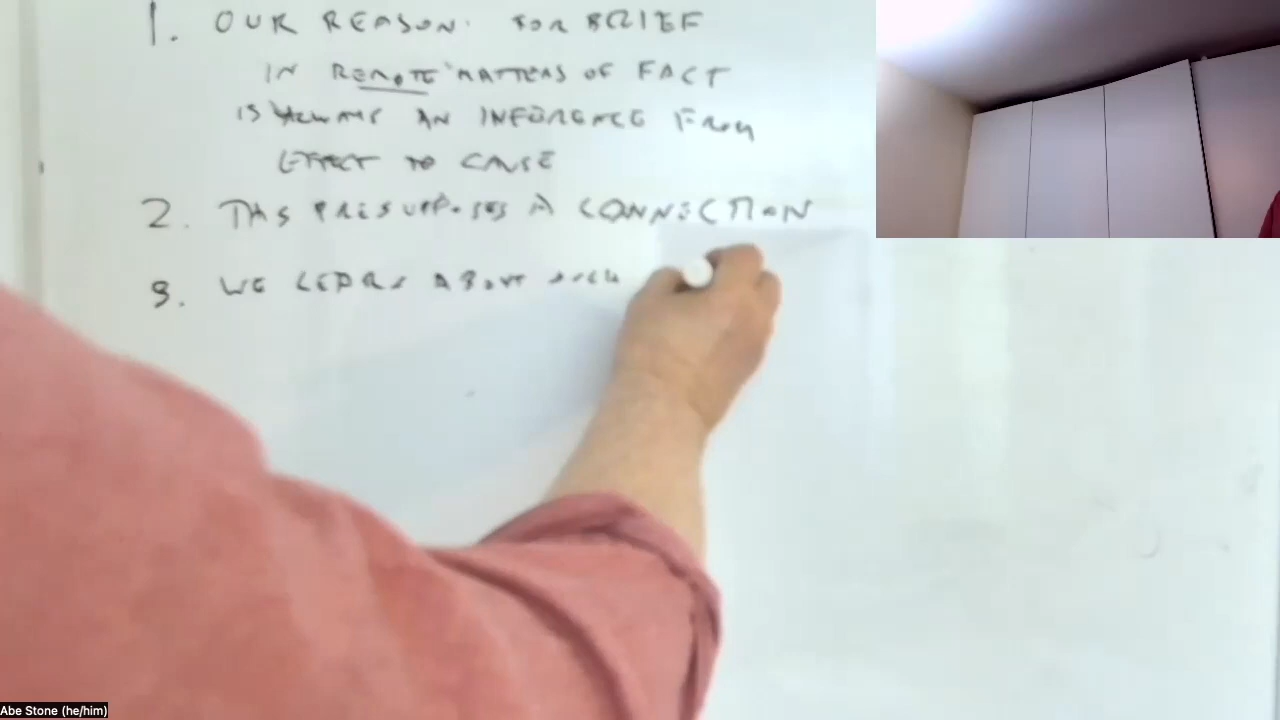 1. OUR REASON FOR BELIEF
IN REMOTE MATTERS OF FACT
IS ALWAYS AN INFERENCE FROM
EFFECT TO CAUSE
2. THIS PRESUPPOSES A CONNECTION
3. WE LEARN ABOUT SUCH
Abe Stone (he/him)